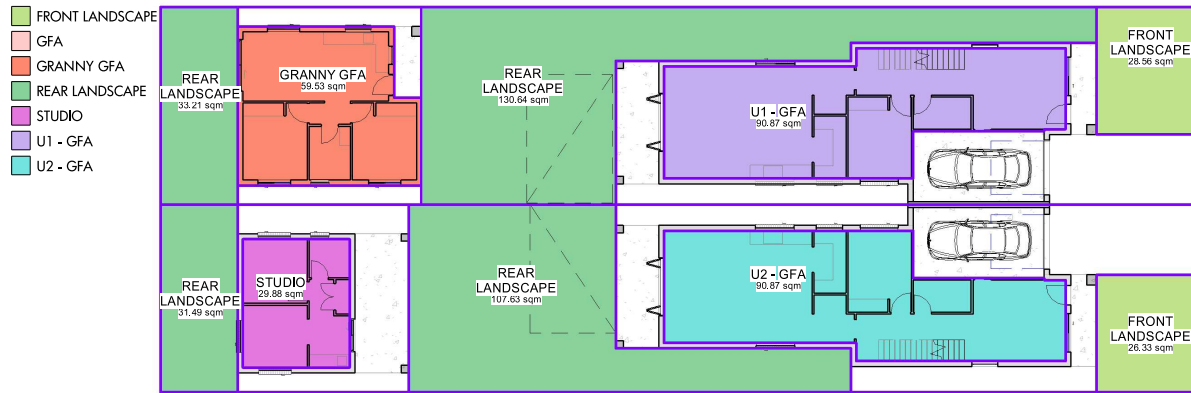 FRONT LANDSCAPE
GFA
GRANNY GFA
REAR LANDSCAPE
STUDIO
U1 - GFA
U2 - GFA
REAR
LANDSCAPE
33.21 sqm
GRANNY GFA
59.53 sqm
REAR
LANDSCAPE
130.64 sqm
U1 - GFA
90.87 sqm
FRONT
LANDSCAPE
28.56 sqm
REAR
LANDSCAPE
31.49 sqm
STUDIO
29.88 sqm
REAR
LANDSCAPE
107.63 sqm
U2 - GFA
90.87 sqm
FRONT
LANDSCAPE
26.33 sqm